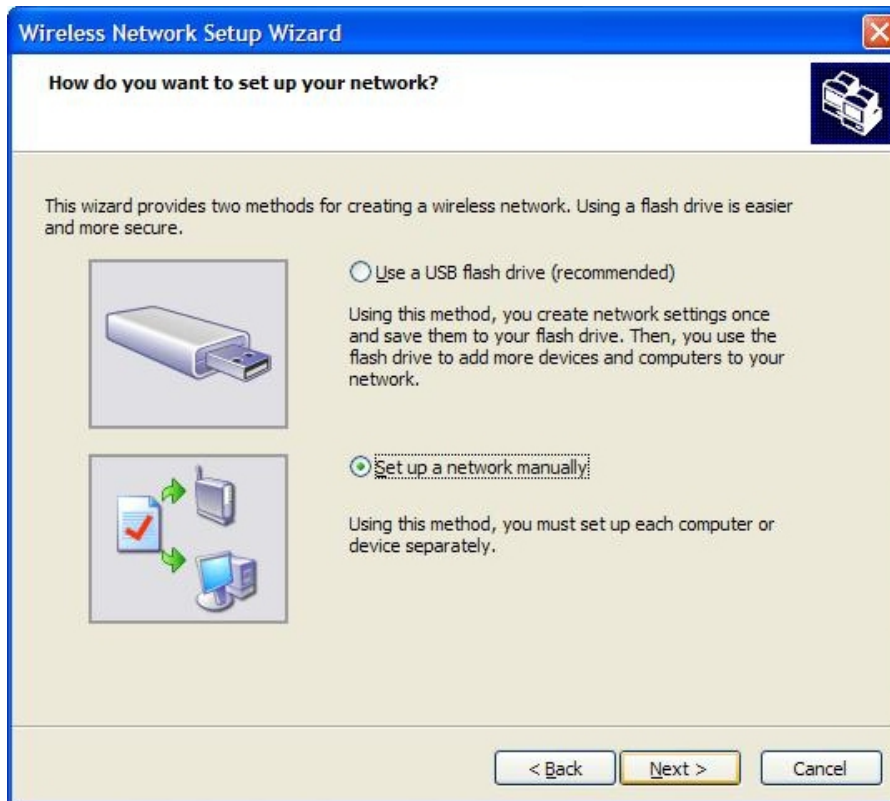 Wireless Network Setup Wizard
How do you want to set up your network?
This wizard provides two methods for creating a wireless network. Using a flash drive is easier
and more secure.
Use a USB flash drive (recommended)
Using this method, you create network settings once
and save them to your flash drive. Then, you use the
flash drive to add more devices and computers to your
network.
Set up a network manually
Using this method, you must set up each computer or
device separately.
< Back Next > Cancel